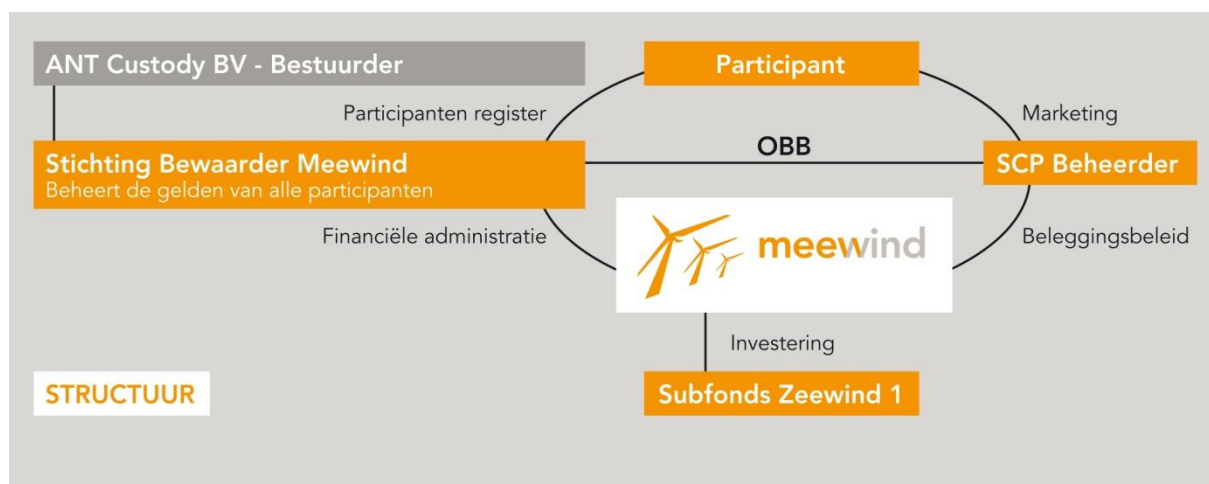 ANT Custody BV - Bestuurder
Participant
Participanten register
Marketing
OBB
Stichting Bewaarder Meewind
Beheert de gelden van alle participanten
SCP Beheerder
Financiële administratie
meewind
Beleggingsbeleid
Investering
STRUCTUUR
Subfonds Zeewind 1